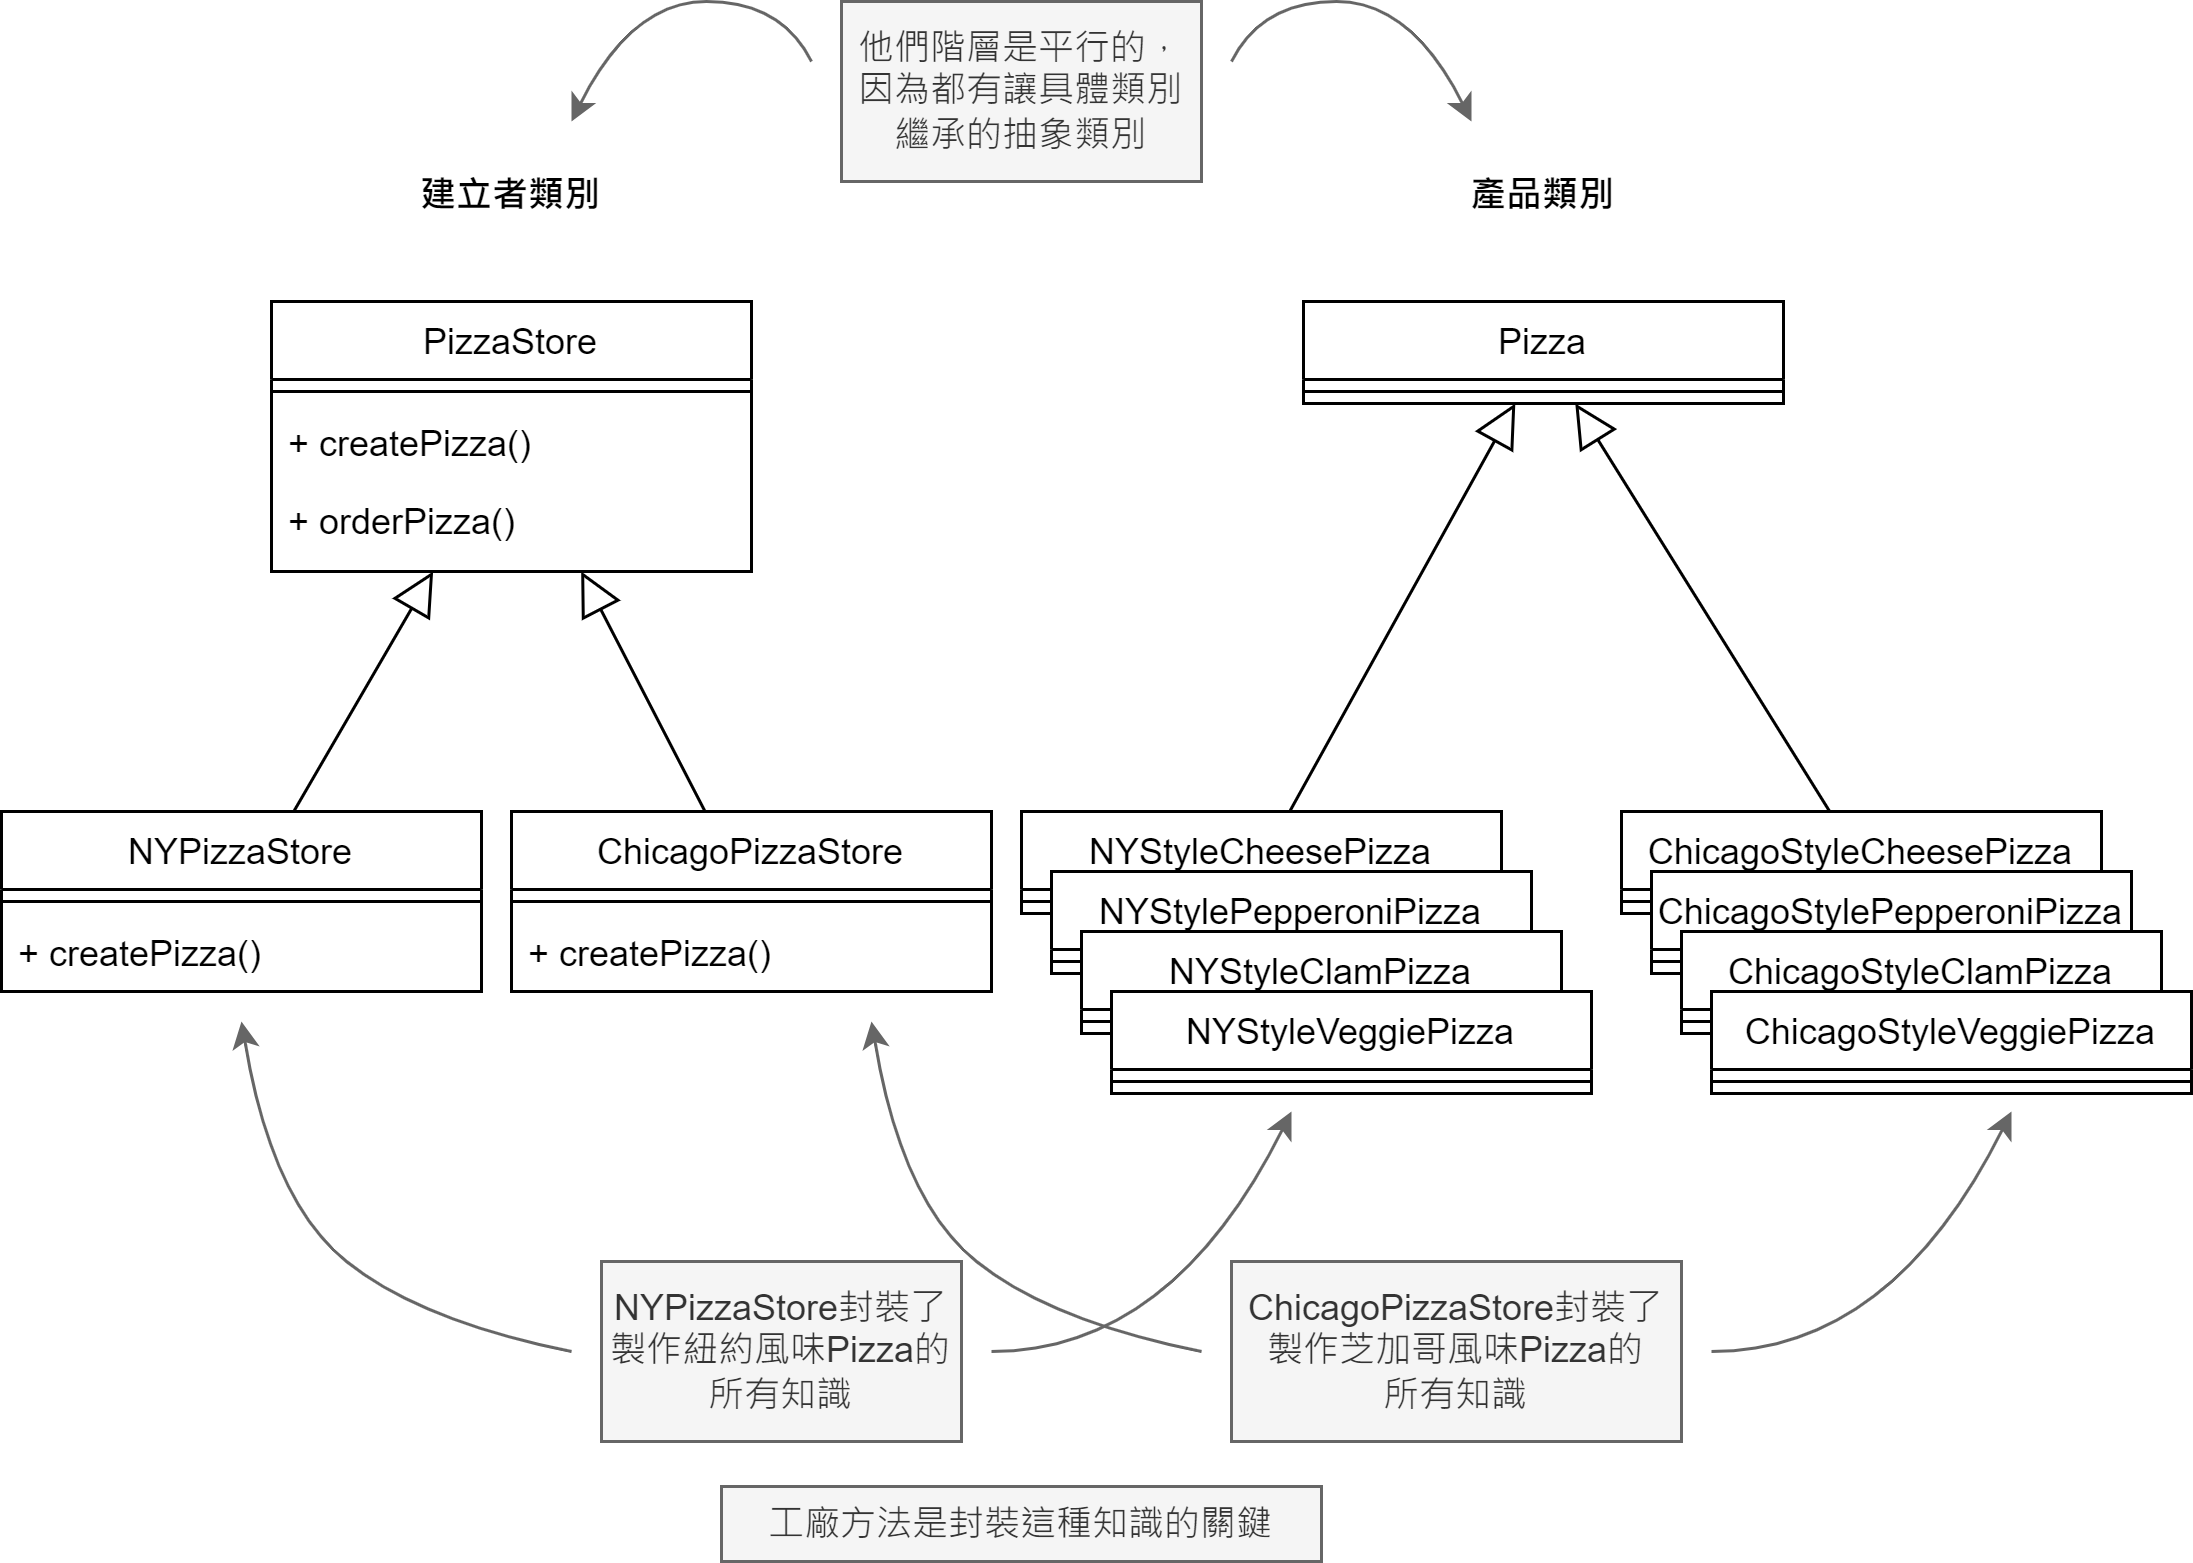 他們階層是平行的，
因為都有讓具體類別
繼承的抽象類別
建立者類別
產品類別
PizzaStore
+ createPizza()
+ orderPizza()
Pizza
NYPizzaStore
+ createPizza()
ChicagoPizzaStore
+ createPizza()
NYStyleCheesePizza
NYStylePepperoniPizza
NYStyleClamPizza
NYStyleVeggiePizza
ChicagoStyleCheesePizza
ChicagoStylePepperoniPizza
ChicagoStyleClamPizza
ChicagoStyleVeggiePizza
NYPizzaStore封裝了
製作紐約風味Pizza的
所有知識
ChicagoPizzaStore封裝了
製作芝加哥風味Pizza的
所有知識
工廠方法是封裝這種知識的關鍵